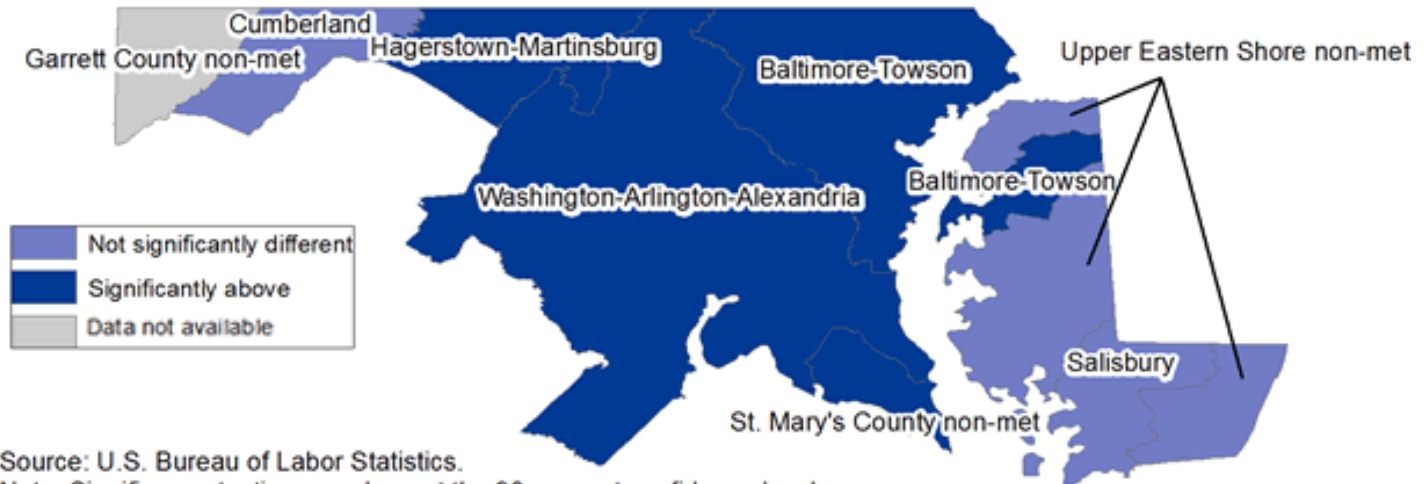 Cumberland
Garrett County non-met
Hagerstown-Martinsburg
Baltimore-Towson
Upper Eastern Shore non-met
Washington-Arlington-Alexandria
Baltimore-Towson
Not significantly different
Significantly above
Data not available
Salisbury
St. Mary's County non-met
Source: U.S. Bureau of Labor Statistics.